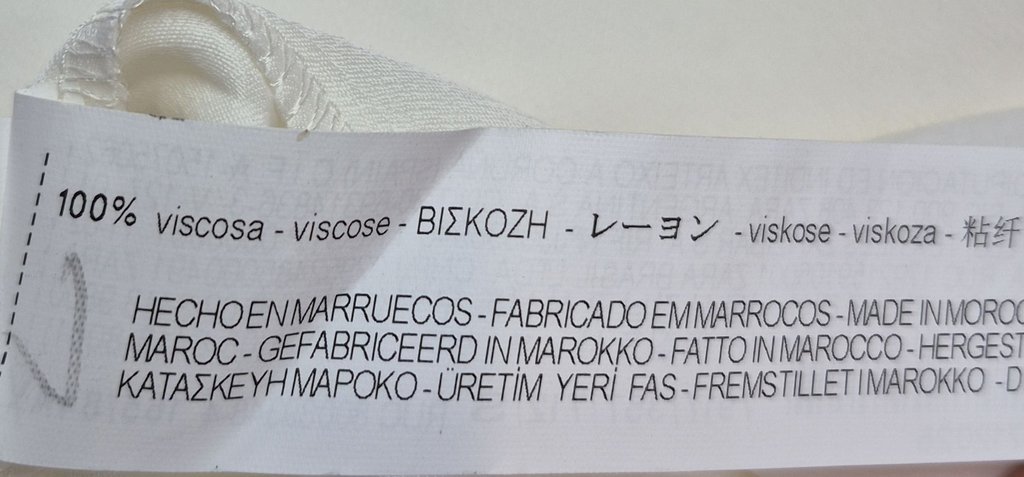 100% viscosa - viscose - ΒΙΣΚΟΖΗ - レーヨン - viskose - viskoza - 粘纤
HECHO EN MARRUECOS - FABRICADO EM MARROCOS - MADE IN MOROC
MAROC - GEFABRICEERD IN MAROKKO - FATTO IN MAROCCO - HERGEST
ΚΑΤΑΣΚΕΥΗ ΜΑΡΟΚΟ - ÜRETİM YERİ FAS - FREMSTILLET I MAROKKO - D